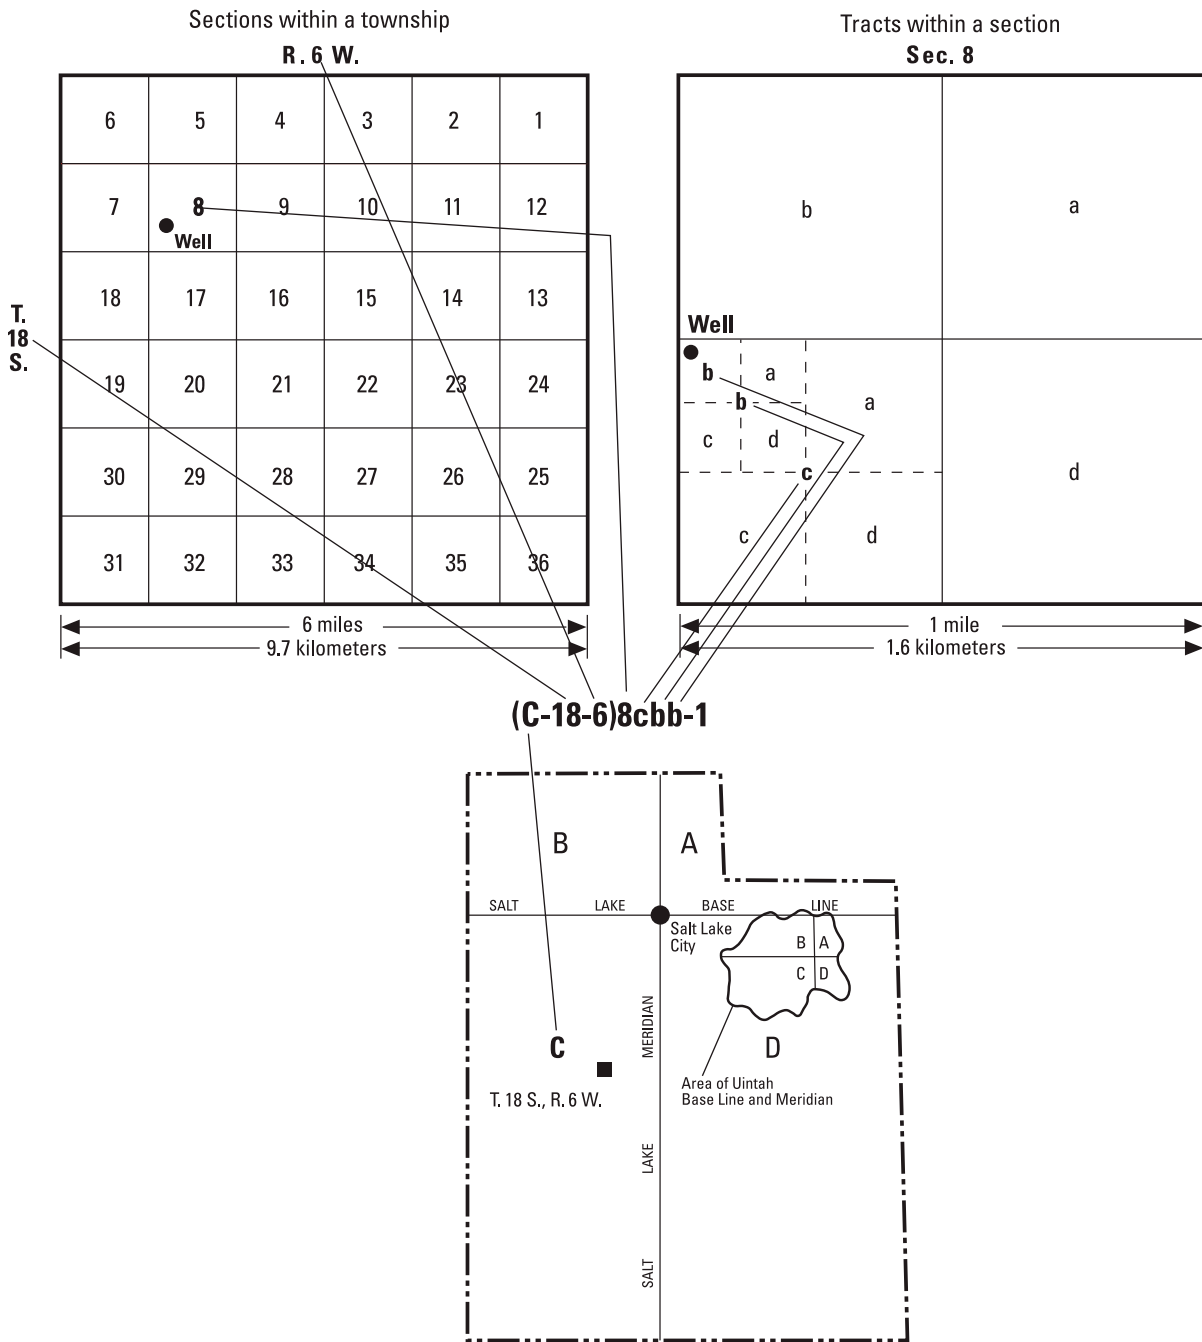 Sections within a township
R. 6 W.
6 5 4 3 2 1
7 8 9 10 11 12
Well
18 17 16 15 14 13
T.
18
S.
19 20 21 22 23 24
30 29 28 27 26 25
31 32 33 34 35 36
6 miles
9.7 kilometers
Tracts within a section
Sec. 8
b a
Well
b a
b a
c d
c d
c d
1 mile
1.6 kilometers
(C-18-6)8cbb-1
B A
SALT LAKE BASE LINE
Salt Lake
City
B A
C D
MERIDIAN
C D
T. 18 S., R. 6 W.
Area of Uintah
Base Line and Meridian
LAKE
SALT